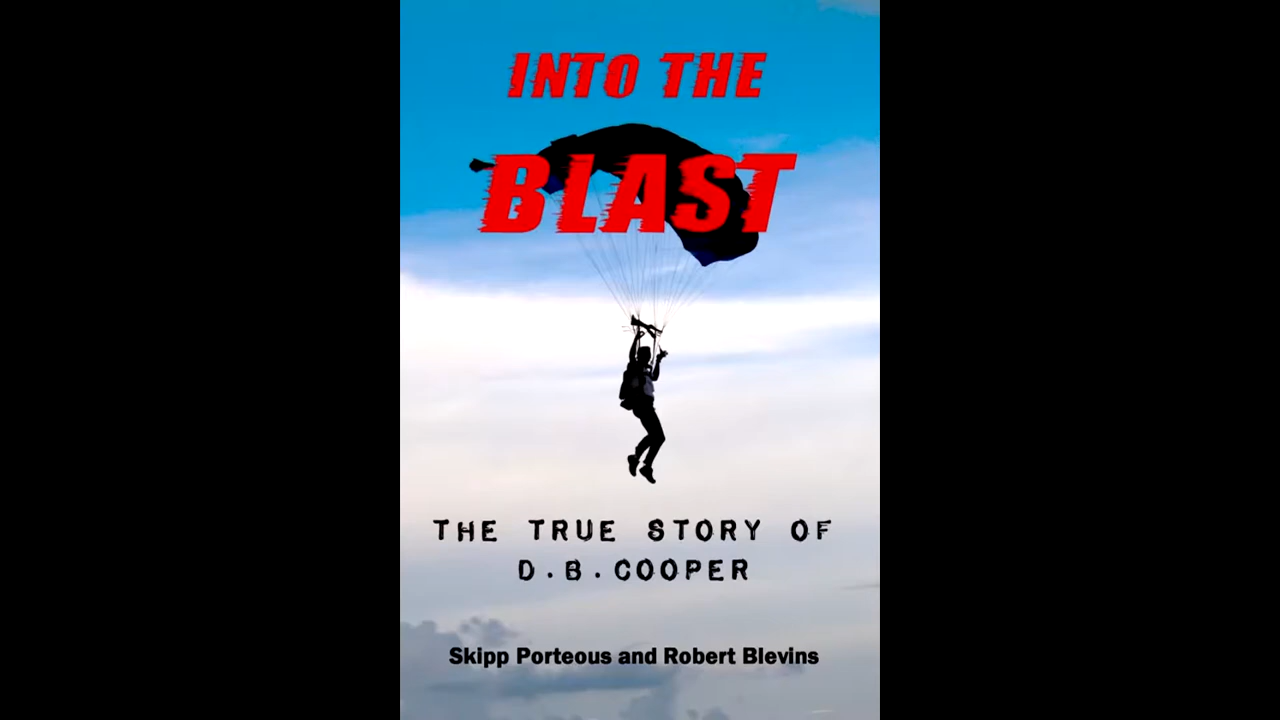 INTO THE
BLAST
THE TRUE STORY OF
D.B.COOPER
Skipp Porteous and Robert Blevins